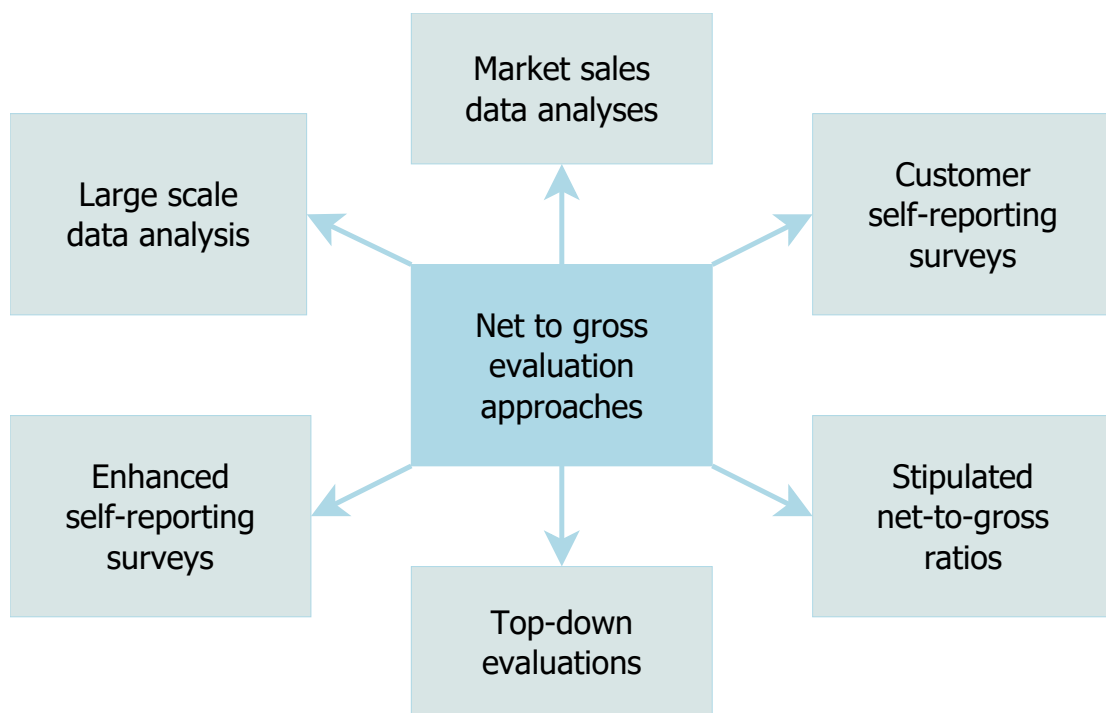 Market sales
data analyses
Large scale
data analysis
Customer
self-reporting
surveys
Net to gross
evaluation
approaches
Enhanced
self-reporting
surveys
Stipulated
net-to-gross
ratios
Top-down
evaluations